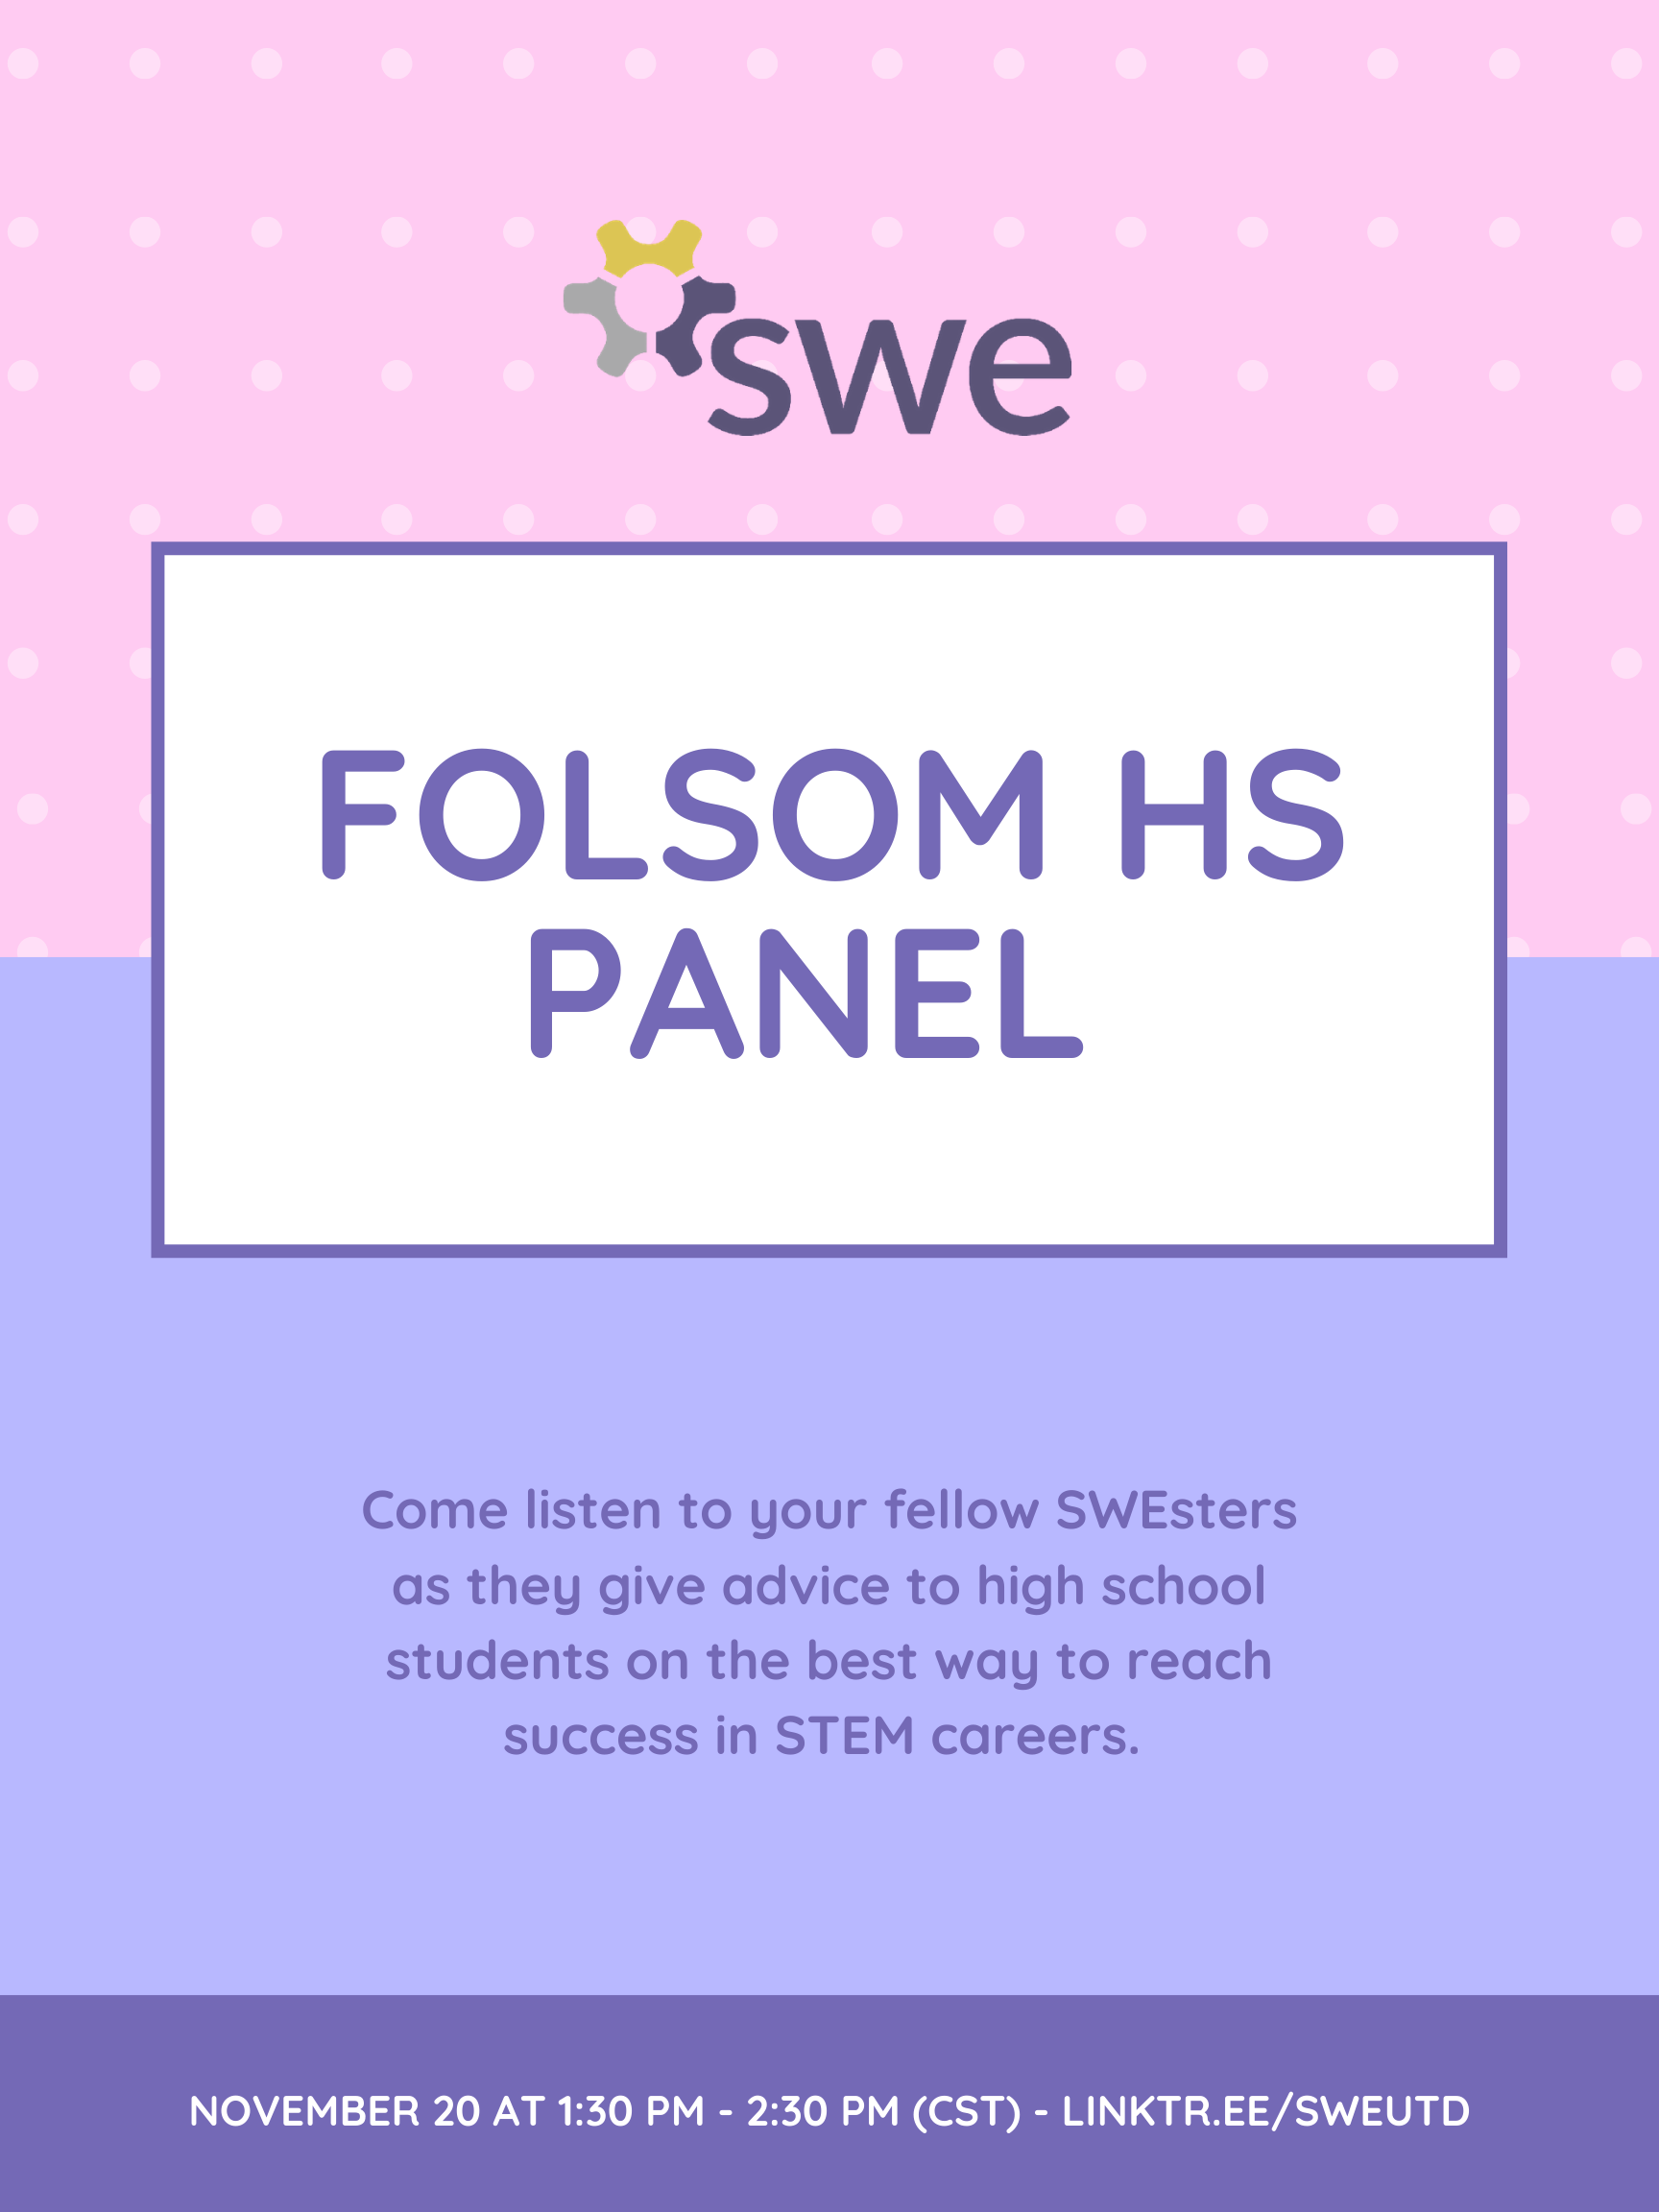 swe
FOLSOM HS
PANEL
Come listen to your fellow SWEsters
as they give advice to high school
students on the best way to reach
success in STEM careers.
NOVEMBER 20 AT 1:30 PM - 2:30 PM (CST) - LINKTR.EE/SWEUTD